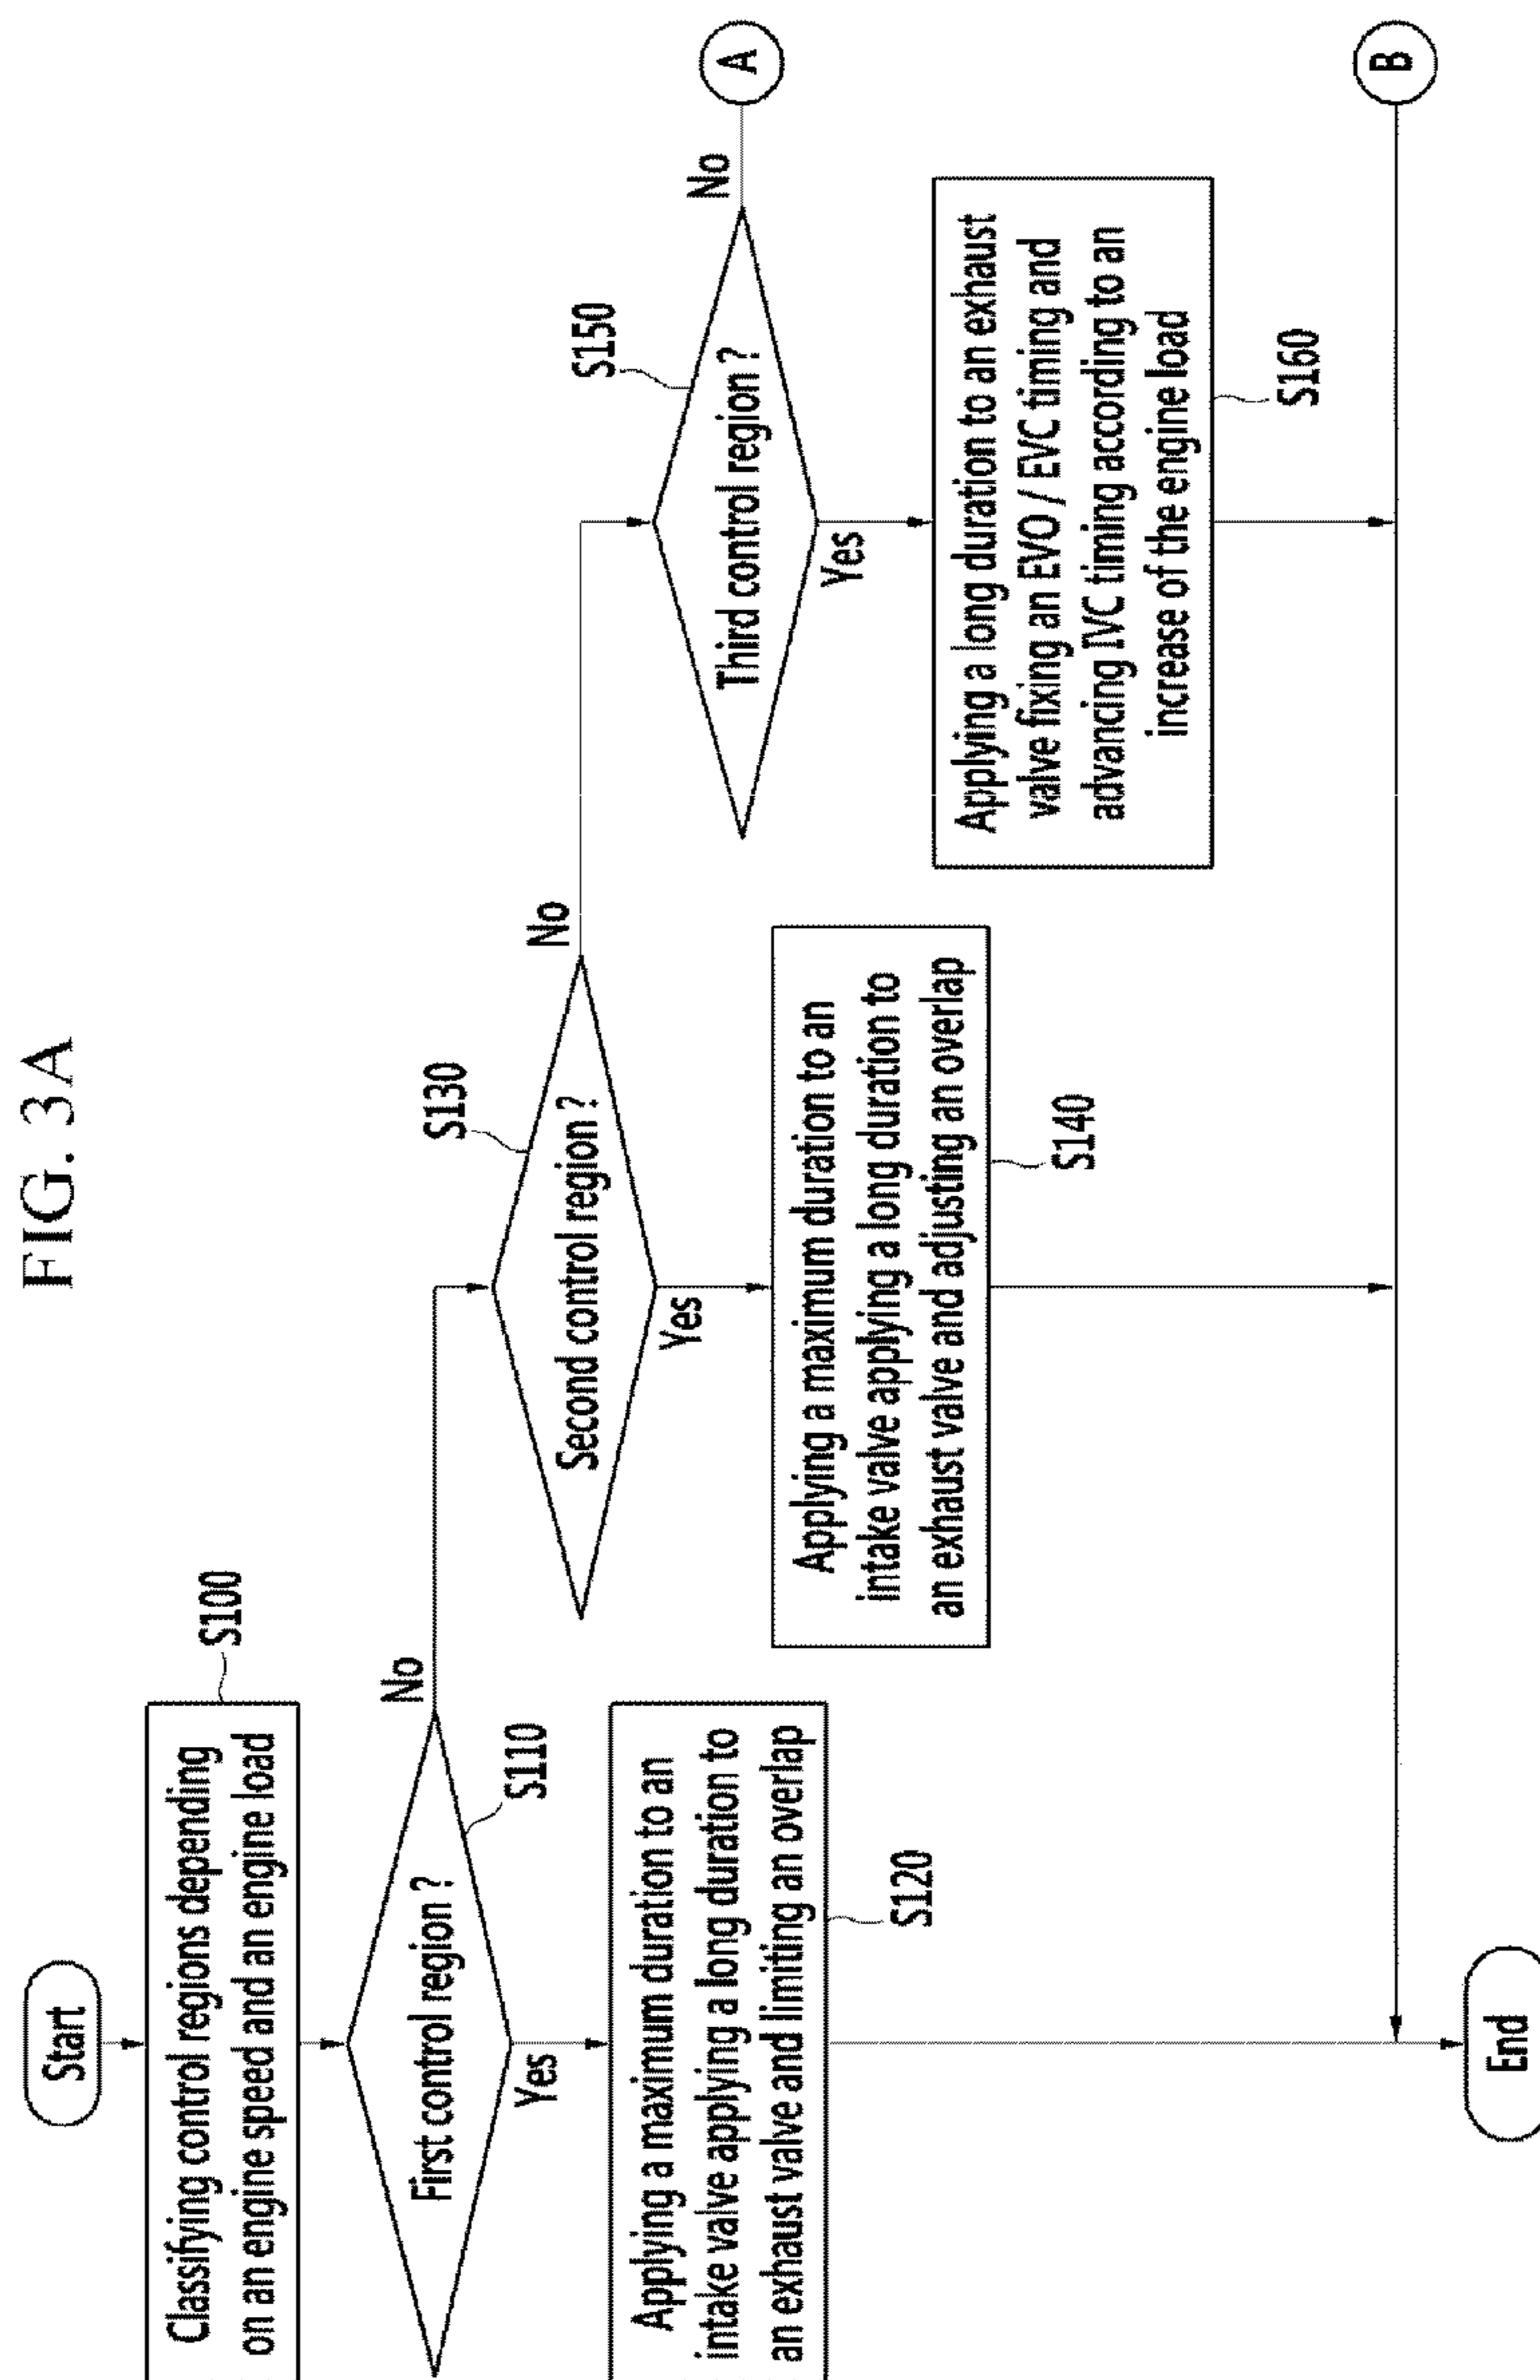 FIG. 3A
Start
Classifying control regions depending
on an engine speed and an engine load
S100
First control region ?
S110
No
Yes
Applying a maximum duration to an
intake valve applying a long duration to
an exhaust valve and limiting an overlap
S120
Second control region ?
S130
No
Yes
Applying a maximum duration to an
intake valve applying a long duration to
an exhaust valve and adjusting an overlap
S140
Third control region ?
S150
No
A
Yes
Applying a long duration to an exhaust
valve fixing an EVO / EVC timing and
advancing IVC timing according to an
increase of the engine load
S160
B
End